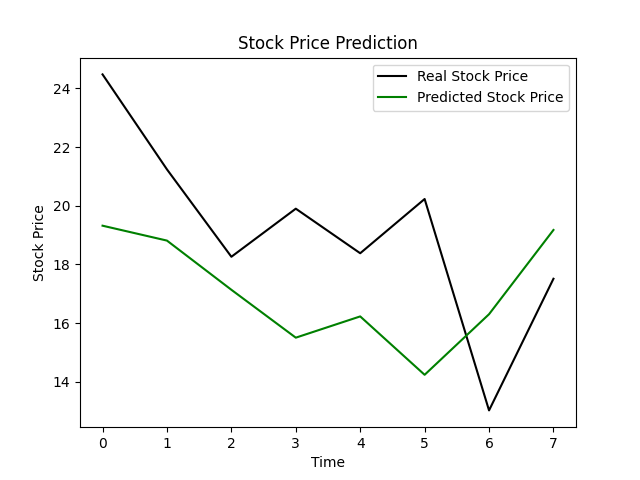 Stock Price Prediction
Real Stock Price
Predicted Stock Price
Stock Price
24
22
20
18
16
14
0 1 2 3 4 5 6 7
Time